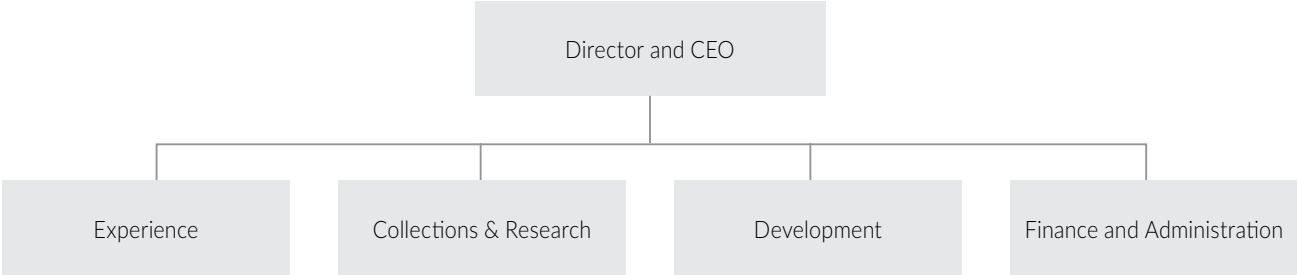 Director and CEO
Experience
Collections & Research
Development
Finance and Administration